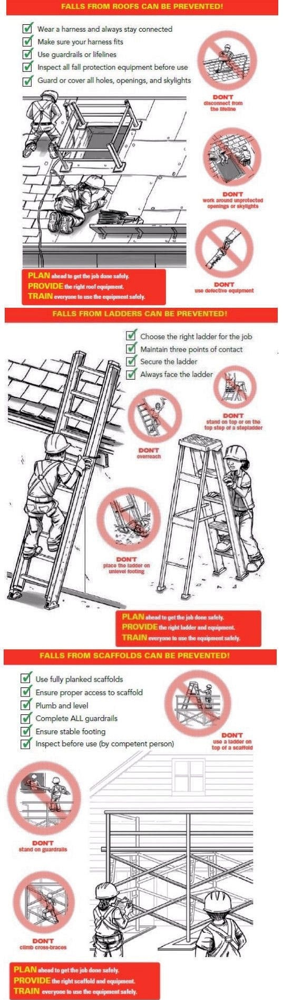 FALLS FROM ROOFS CAN BE PREVENTED!
Wear a harness and always stay connected
Make sure your harness fits
Use guardrails or lifelines
Inspect all fall protection equipment before use
Guard or cover all holes, openings, and skylights
DON'T
disconnect from
the lifeline
DON'T
work around unprotected
openings or skylights
DON'T
use defective equipment
PLAN ahead to get the job done safely.
PROVIDE the right roof equipment.
TRAIN everyone to use the equipment safely.
FALLS FROM LADDERS CAN BE PREVENTED!
Choose the right ladder for the job
Maintain three points of contact
Secure the ladder
Always face the ladder
DON'T
stand on top or on the
top step of a stepladder
DON'T
overreach
DON'T
place the ladder on
unlevel footing
PLAN ahead to get the job done safely.
PROVIDE the right ladder and equipment.
TRAIN everyone to use the equipment safely.
FALLS FROM SCAFFOLDS CAN BE PREVENTED!
Use fully planked scaffolds
Ensure proper access to scaffold
Plumb and level
Complete ALL guardrails
Ensure stable footing
Inspect before use (by competent person)
DON'T
use a ladder on
top of a scaffold
DON'T
stand on guardrails
DON'T
climb cross-braces
PLAN ahead to get the job done safely.
PROVIDE the right scaffold and equipment.
TRAIN everyone to use the equipment safely.